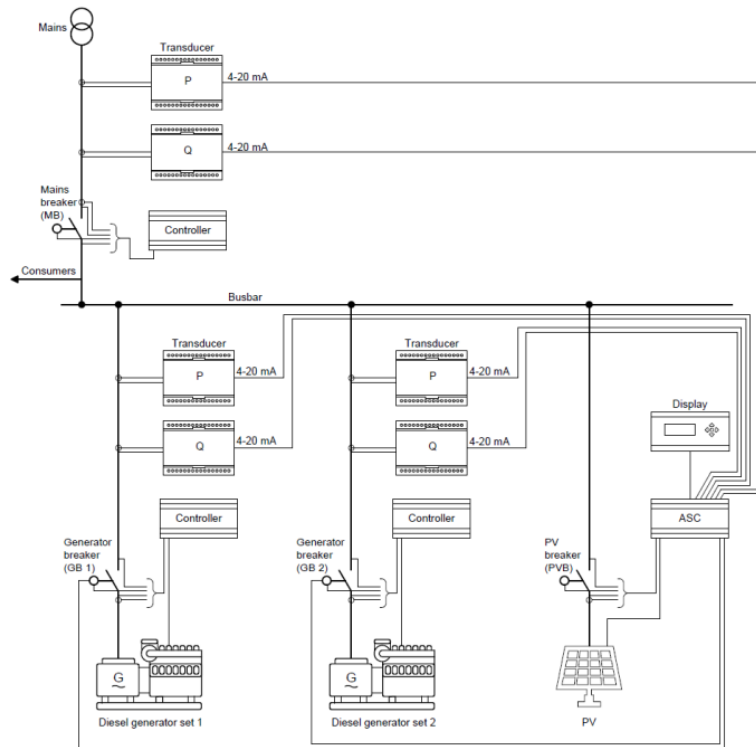 Mains
Transducer
P
4-20 mA
Q
4-20 mA
Mains
breaker
(MB)
Controller
Consumers
Busbar
Transducer
P
4-20 mA
Q
4-20 mA
Transducer
P
4-20 mA
Q
4-20 mA
Display
Controller
Controller
ASC
Generator
breaker
(GB 1)
Generator
breaker
(GB 2)
PV
breaker
(PVB)
G
~
G
~
Diesel generator set 1
Diesel generator set 2
PV